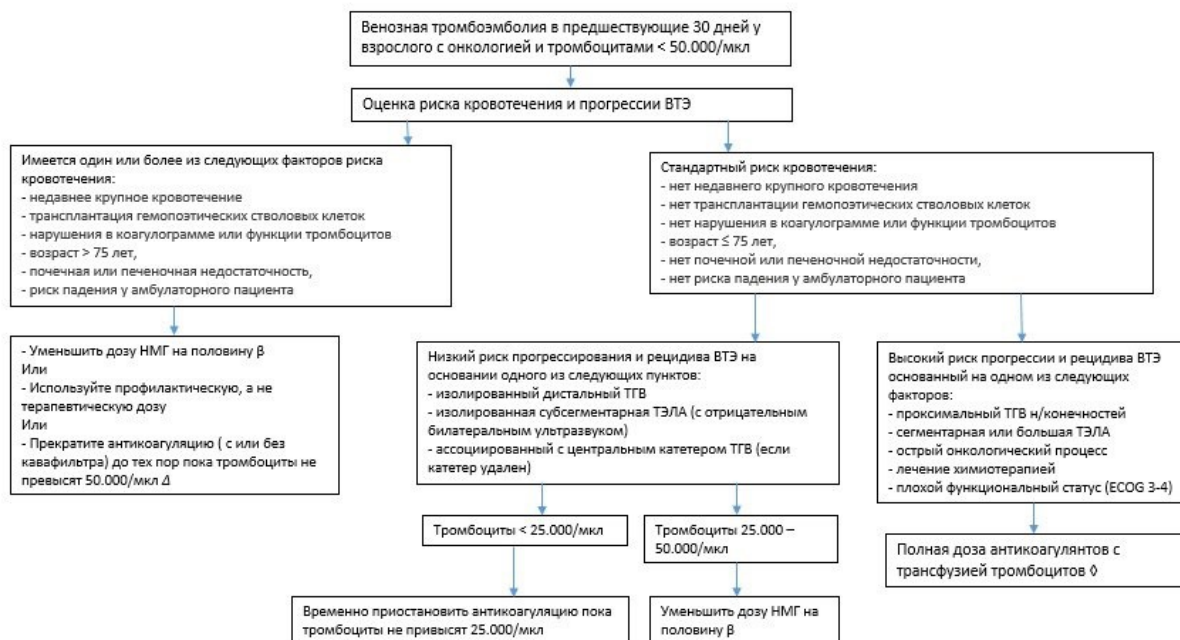 Венозная тромбоэмболия в предшествующие 30 дней у
взрослого с онкологией и тромбоцитами < 50.000/мкл
Оценка риска кровотечения и прогрессии ВТЭ
Имеется один или более из следующих факторов риска
кровотечения:
- недавнее крупное кровотечение
- трансплантация гемопоэтических стволовых клеток
- нарушения в коагулограмме или функции тромбоцитов
- возраст > 75 лет,
- почечная или печеночная недостаточность,
- риск падения у амбулаторного пациента
Стандартный риск кровотечения:
- нет недавнего крупного кровотечения
- нет трансплантации гемопоэтических стволовых клеток
- нет нарушения в коагулограмме или функции тромбоцитов
- возраст ≤ 75 лет,
- нет почечной или печеночной недостаточности,
- нет риска падения у амбулаторного пациента
- Уменьшить дозу НМГ на половину β
Или
- Используйте профилактическую, а не
терапевтическую дозу
Или
- Прекратите антикоагуляцию ( с или без
кавафильтра) до тех пор пока тромбоциты не
превысят 50.000/мкл Δ
Низкий риск прогрессирования и рецидива ВТЭ на
основании одного из следующих пунктов:
- изолированный дистальный ТГВ
- изолированная субсегментарная ТЭЛА (с отрицательным
билатеральным ультразвуком)
- ассоциированный с центральным катетером ТГВ (если
катетер удален)
Высокий риск прогрессии и рецидива ВТЭ
основанный на одном из следующих
факторов:
- проксимальный ТГВ н/конечностей
- сегментарная или большая ТЭЛА
- острый онкологический процесс
- лечение химиотерапией
- плохой функциональный статус (ECOG 3-4)
Тромбоциты < 25.000/мкл
Тромбоциты 25.000 –
50.000/мкл
Полная доза антикоагулянтов с
трансфузией тромбоцитов ◊
Временно приостановить антикоагуляцию пока
тромбоциты не привысят 25.000/мкл
Уменьшить дозу НМГ на
половину β